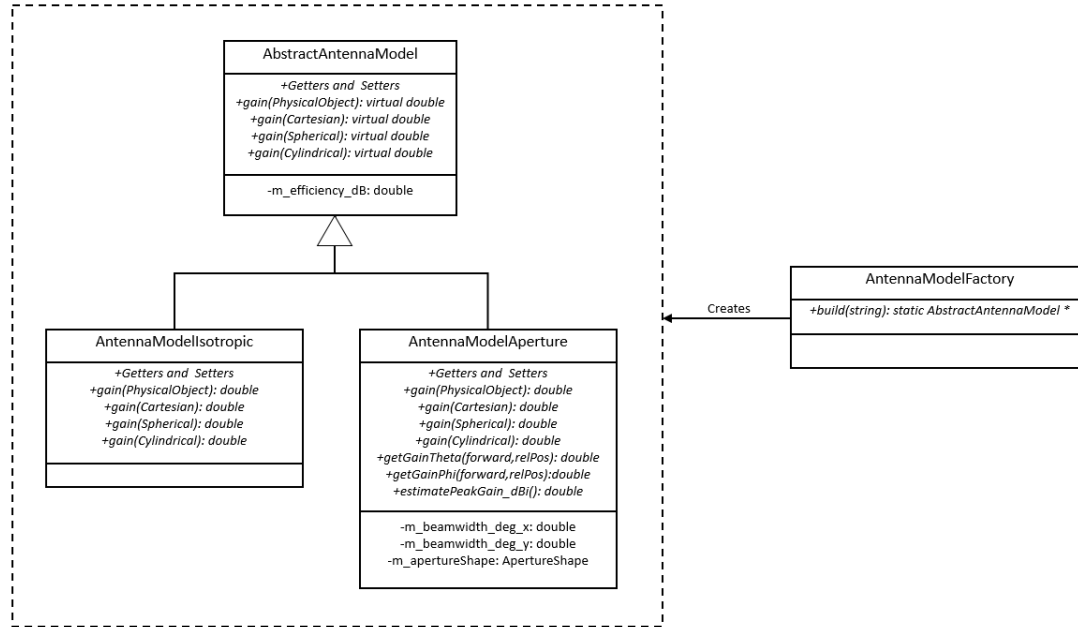 AbstractAntennaModel
+Getters and Setters
+gain(PhysicalObject): virtual double
+gain(Cartesian): virtual double
+gain(Spherical): virtual double
+gain(Cylindrical): virtual double
-m_efficiency_dB: double
AntennaModelFactory
+build(string): static AbstractAntennaModel *
Creates
AntennaModelIsotropic
+Getters and Setters
+gain(PhysicalObject): double
+gain(Cartesian): double
+gain(Spherical): double
+gain(Cylindrical): double
AntennaModelAperture
+Getters and Setters
+gain(PhysicalObject): double
+gain(Cartesian): double
+gain(Spherical): double
+gain(Cylindrical): double
+getGainTheta(forward,relPos): double
+getGainPhi(forward,relPos):double
+estimatePeakGain_dBi(): double
-m_beamwidth_deg_x: double
-m_beamwidth_deg_y: double
-m_apertureShape: ApertureShape